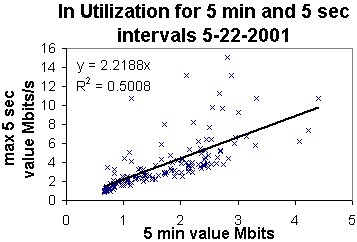 In Utilization for 5 min and 5 sec
intervals 5-22-2001
y = 2.2188x
R² = 0.5008
max 5 sec
value Mbits/s
16
14
12
10
8
6
4
2
0
0 1 2 3 4 5
5 min value Mbits